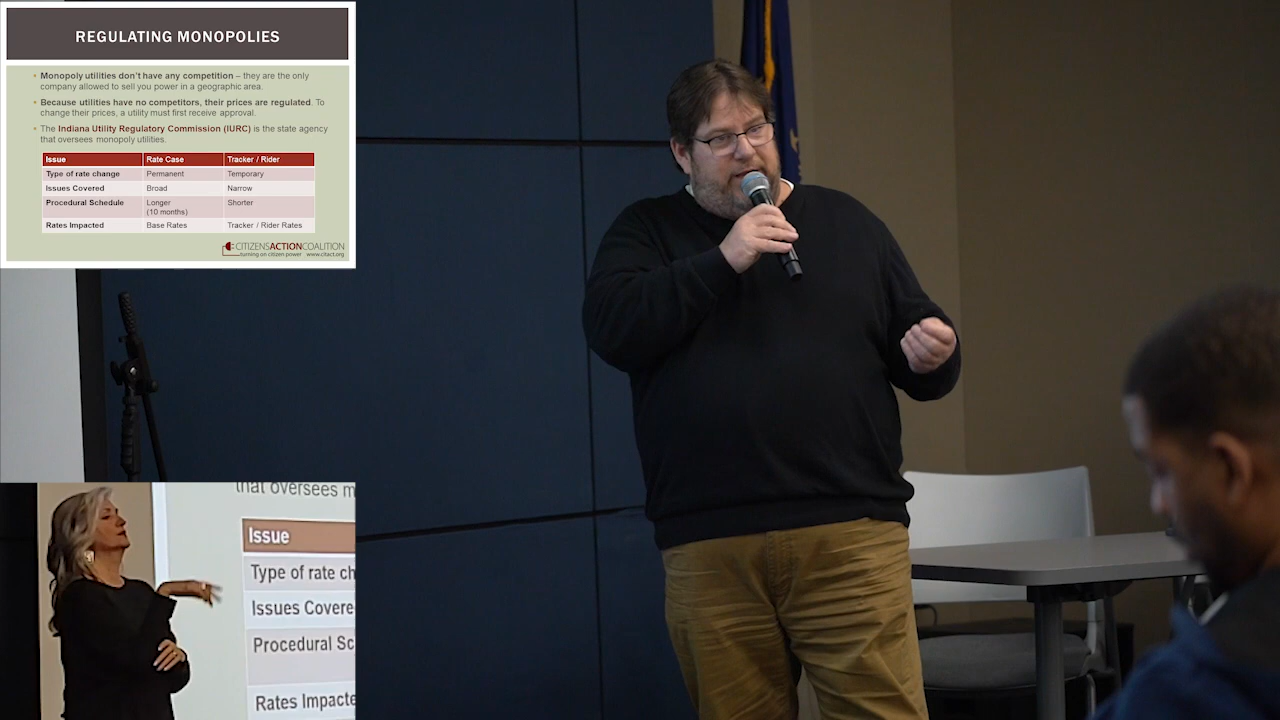 REGULATING MONOPOLIES
• Monopoly utilities don't have any competition – they are the only
company allowed to sell you power in a geographic area.
• Because utilities have no competitors, their prices are regulated. To
change their prices, a utility must first receive approval.
• The Indiana Utility Regulatory Commission (IURC) is the state agency
that oversees monopoly utilities.
Issue Rate Case Tracker / Rider
Type of rate change Permanent Temporary
Issues Covered Broad Narrow
Procedural Schedule Longer Shorter
(10 months)
Rates Impacted Base Rates Tracker / Rider Rates
CITIZENSACTIONCOALITION
turning on citizen power www.citact.org
that oversees m
Issue
Type of rate ch
Issues Covere
Procedural Sc
Rates Impacte